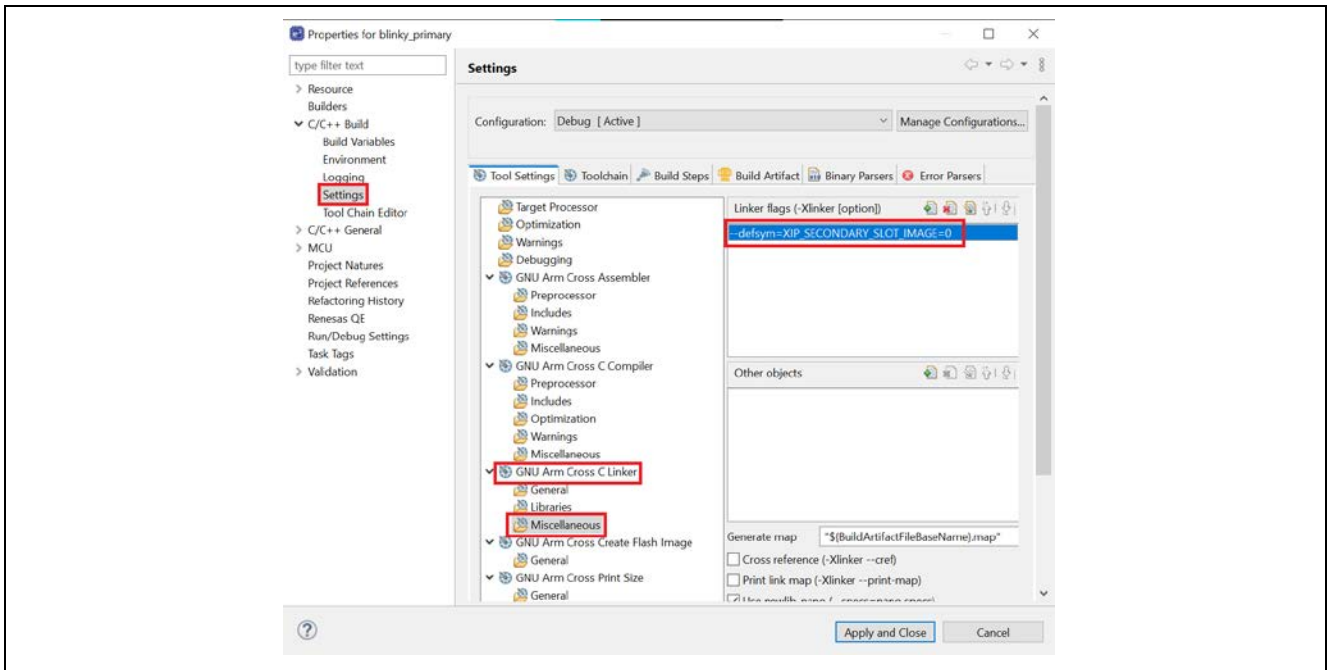 Properties for blinky_primary
type filter text
Resource
Builders
C/C++ Build
Build Variables
Environment
Logging
Settings
Tool Chain Editor
C/C++ General
MCU
Project Natures
Project References
Refactoring History
Renesas QE
Run/Debug Settings
Task Tags
Validation
Settings
Configuration: Debug [ Active ] Manage Configurations...
Tool Settings Toolchain Build Steps Build Artifact Binary Parsers Error Parsers
Target Processor
Optimization
Warnings
Debugging
GNU Arm Cross Assembler
Preprocessor
Includes
Warnings
Miscellaneous
GNU Arm Cross C Compiler
Preprocessor
Includes
Optimization
Warnings
Miscellaneous
GNU Arm Cross C Linker
General
Libraries
Miscellaneous
GNU Arm Cross Create Flash Image
General
GNU Arm Cross Print Size
General
Linker flags (-Xlinker [option])
--defsym=XIP_SECONDARY_SLOT_IMAGE=0
Other objects
Generate map "${BuildArtifactFileBaseName}.map"
Cross reference (-Xlinker --cref)
Print link map (-Xlinker --print-map)
Use newlib-nano (--specs=nano.specs)
Apply and Close Cancel